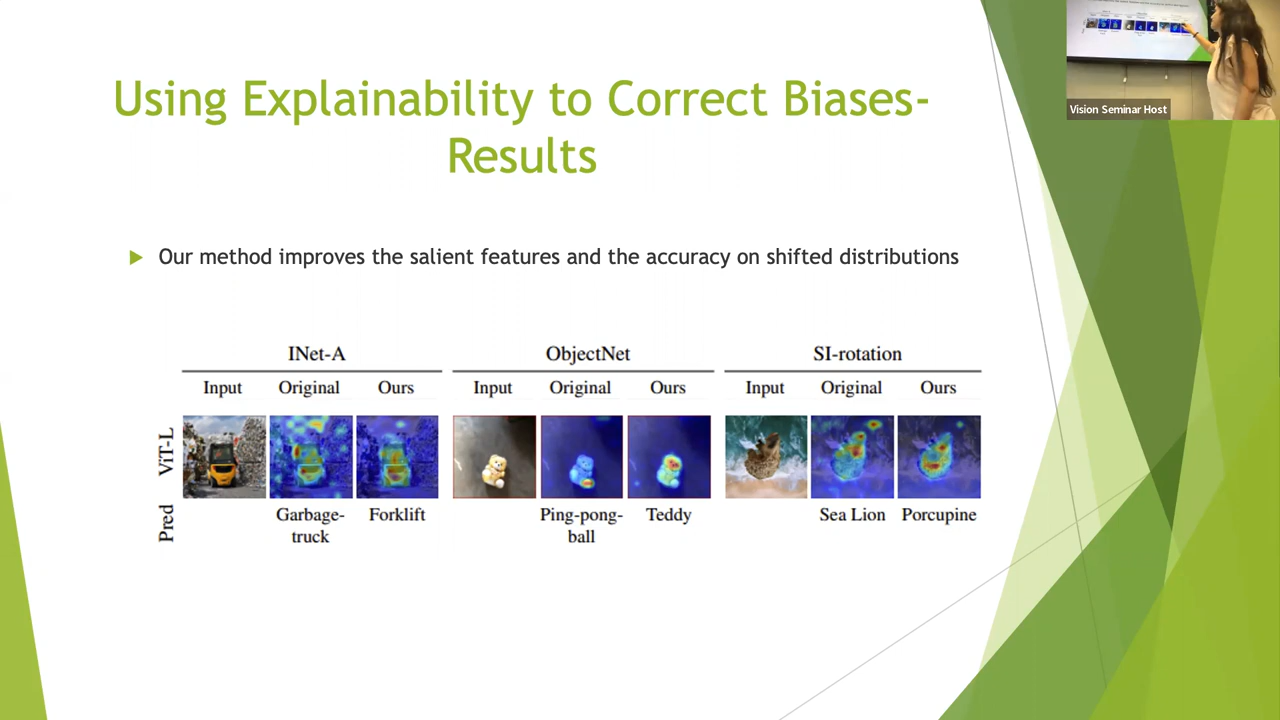 Using Explainability to Correct Biases-
Results
Our method improves the salient features and the accuracy on shifted distributions
INet-A ObjectNet SI-rotation
Input Original Ours Input Original Ours Input Original Ours
ViT-L
Pred
Garbage-
truck
Forklift
Ping-pong-
ball
Teddy
Sea Lion
Porcupine
Vision Seminar Host